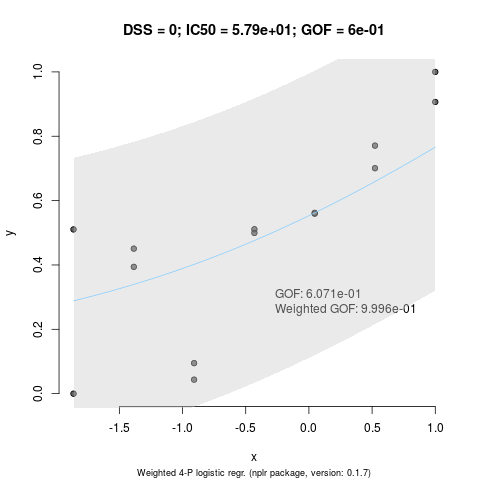 DSS = 0; IC50 = 5.79e+01; GOF = 6e-01
y
1.0
0.8
0.6
0.4
0.2
0.0
GOF: 6.071e-01
Weighted GOF: 9.996e-01
-1.5 -1.0 -0.5 0.0 0.5 1.0
x
Weighted 4-P logistic regr. (nplr package, version: 0.1.7)